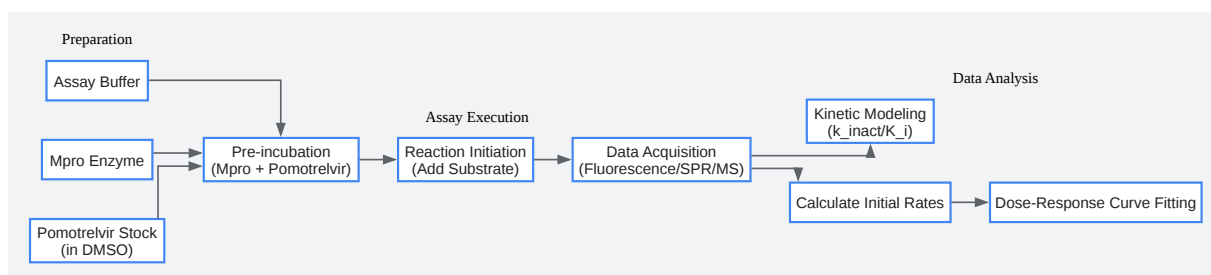 Preparation
Assay Buffer
Mpro Enzyme
Pomotrelvir Stock
(in DMSO)
Pre-incubation
(Mpro + Pomotrelvir)
Assay Execution
Reaction Initiation
(Add Substrate)
Data Acquisition
(Fluorescence/SPR/MS)
Data Analysis
Kinetic Modeling
(k_inact/K_i)
Calculate Initial Rates
Dose-Response Curve Fitting